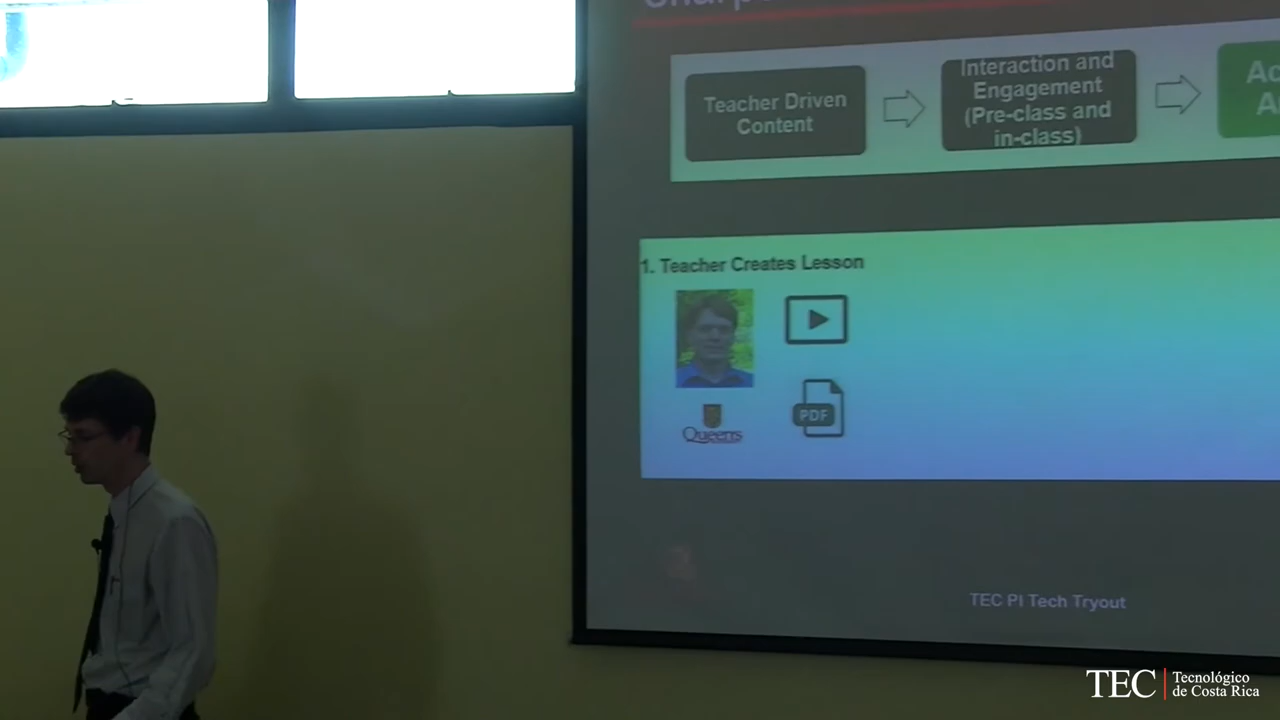 Teacher Driven
Content
Interaction and
Engagement
(Pre-class and
in-class)
1. Teacher Creates Lesson
PDF
Queen's
TEC PI Tech Tryout
TEC
Tecnológico
de Costa Rica